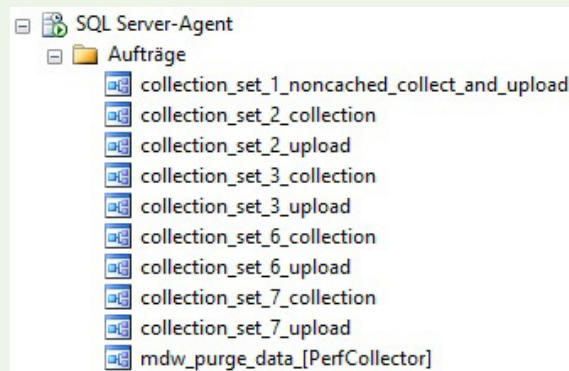 SQL Server-Agent
Aufträge
collection_set_1_noncached_collect_and_upload
collection_set_2_collection
collection_set_2_upload
collection_set_3_collection
collection_set_3_upload
collection_set_6_collection
collection_set_6_upload
collection_set_7_collection
collection_set_7_upload
mdw_purge_data_[PerfCollector]